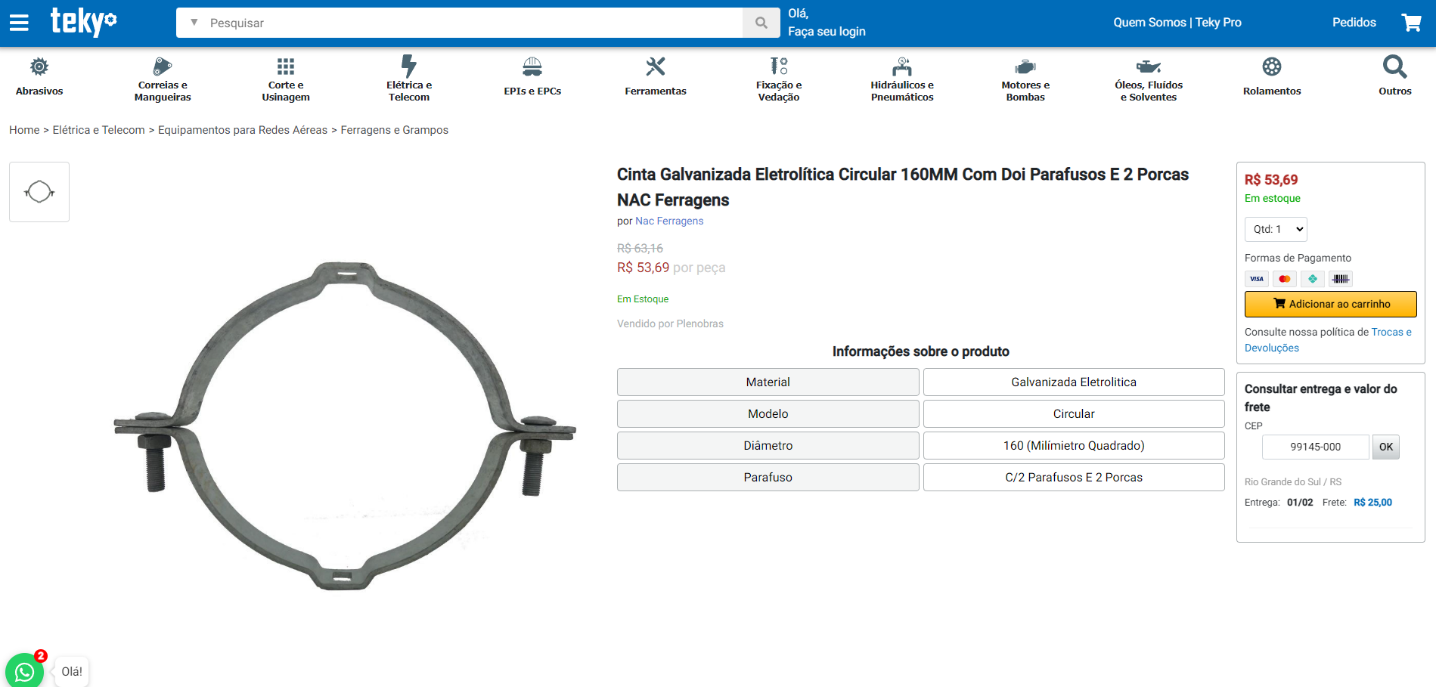 teky
Pesquisar
Olá,
Faça seu login
Quem Somos | Teky Pro
Pedidos
Abrasivos
Correias e
Mangueiras
Corte e
Usinagem
Elétrica e
Telecom
EPIs e EPCs
Ferramentas
Fixação e
Vedação
Hidráulicos e
Pneumáticos
Motores e
Bombas
Óleos, Fluídos
e Solventes
Rolamentos
Outros
Home > Elétrica e Telecom > Equipamentos para Redes Aéreas > Ferragens e Grampos
Cinta Galvanizada Eletrolítica Circular 160MM Com Doi Parafusos E 2 Porcas
NAC Ferragens
por Nac Ferragens
R$ 63,16
R$ 53,69 por peça
Em Estoque
Vendido por Plenobras
Informações sobre o produto
Material Galvanizada Eletrolitica
Modelo Circular
Diâmetro 160 (Milímietro Quadrado)
Parafuso C/2 Parafusos E 2 Porcas
R$ 53,69
Em estoque
Qtd: 1
Formas de Pagamento
VISA
Adicionar ao carrinho
Consulte nossa política de Trocas e
Devoluções
Consultar entrega e valor do
frete
CEP
99145-000 OK
Rio Grande do Sul / RS
Entrega: 01/02 Frete: R$ 25,00
2
Olá!